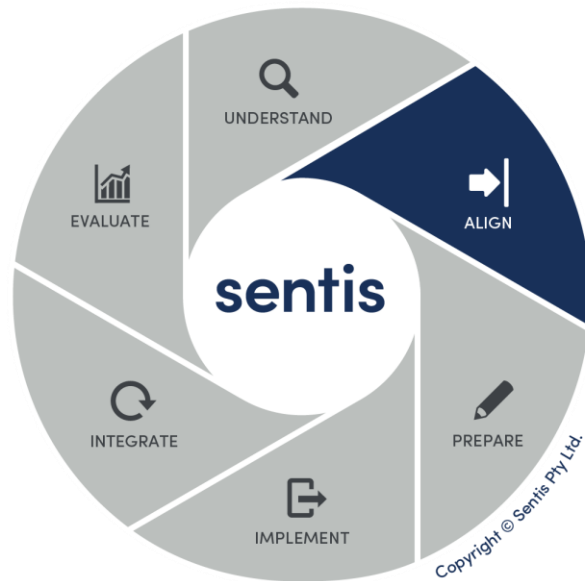 UNDERSTAND
ALIGN
EVALUATE
sentis
INTEGRATE
PREPARE
IMPLEMENT
Copyright © Sentis Pty Ltd.